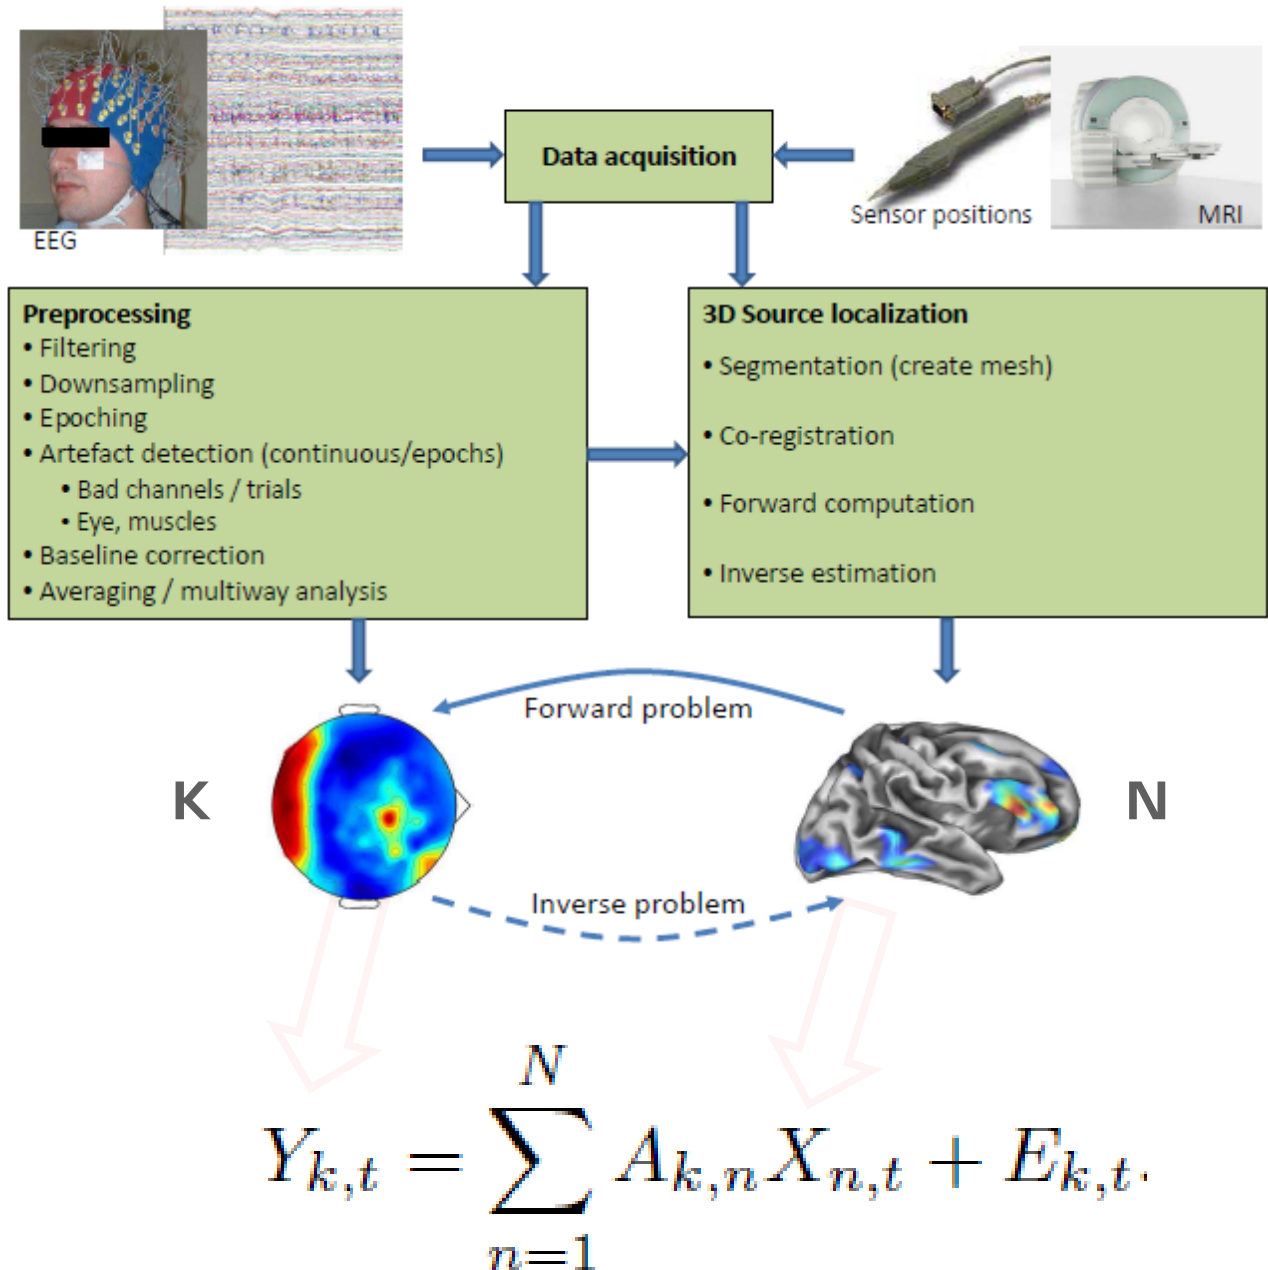 EEG
Data acquisition
Sensor positions
MRI
Preprocessing
• Filtering
• Downsampling
• Epoching
• Artefact detection (continuous/epochs)
• Bad channels / trials
• Eye, muscles
• Baseline correction
• Averaging / multiway analysis
3D Source localization
• Segmentation (create mesh)
• Co-registration
• Forward computation
• Inverse estimation
Forward problem
K
N
Inverse problem
N
Y_{k,t} = ∑ A_{k,n} X_{n,t} + E_{k,t}.
n=1